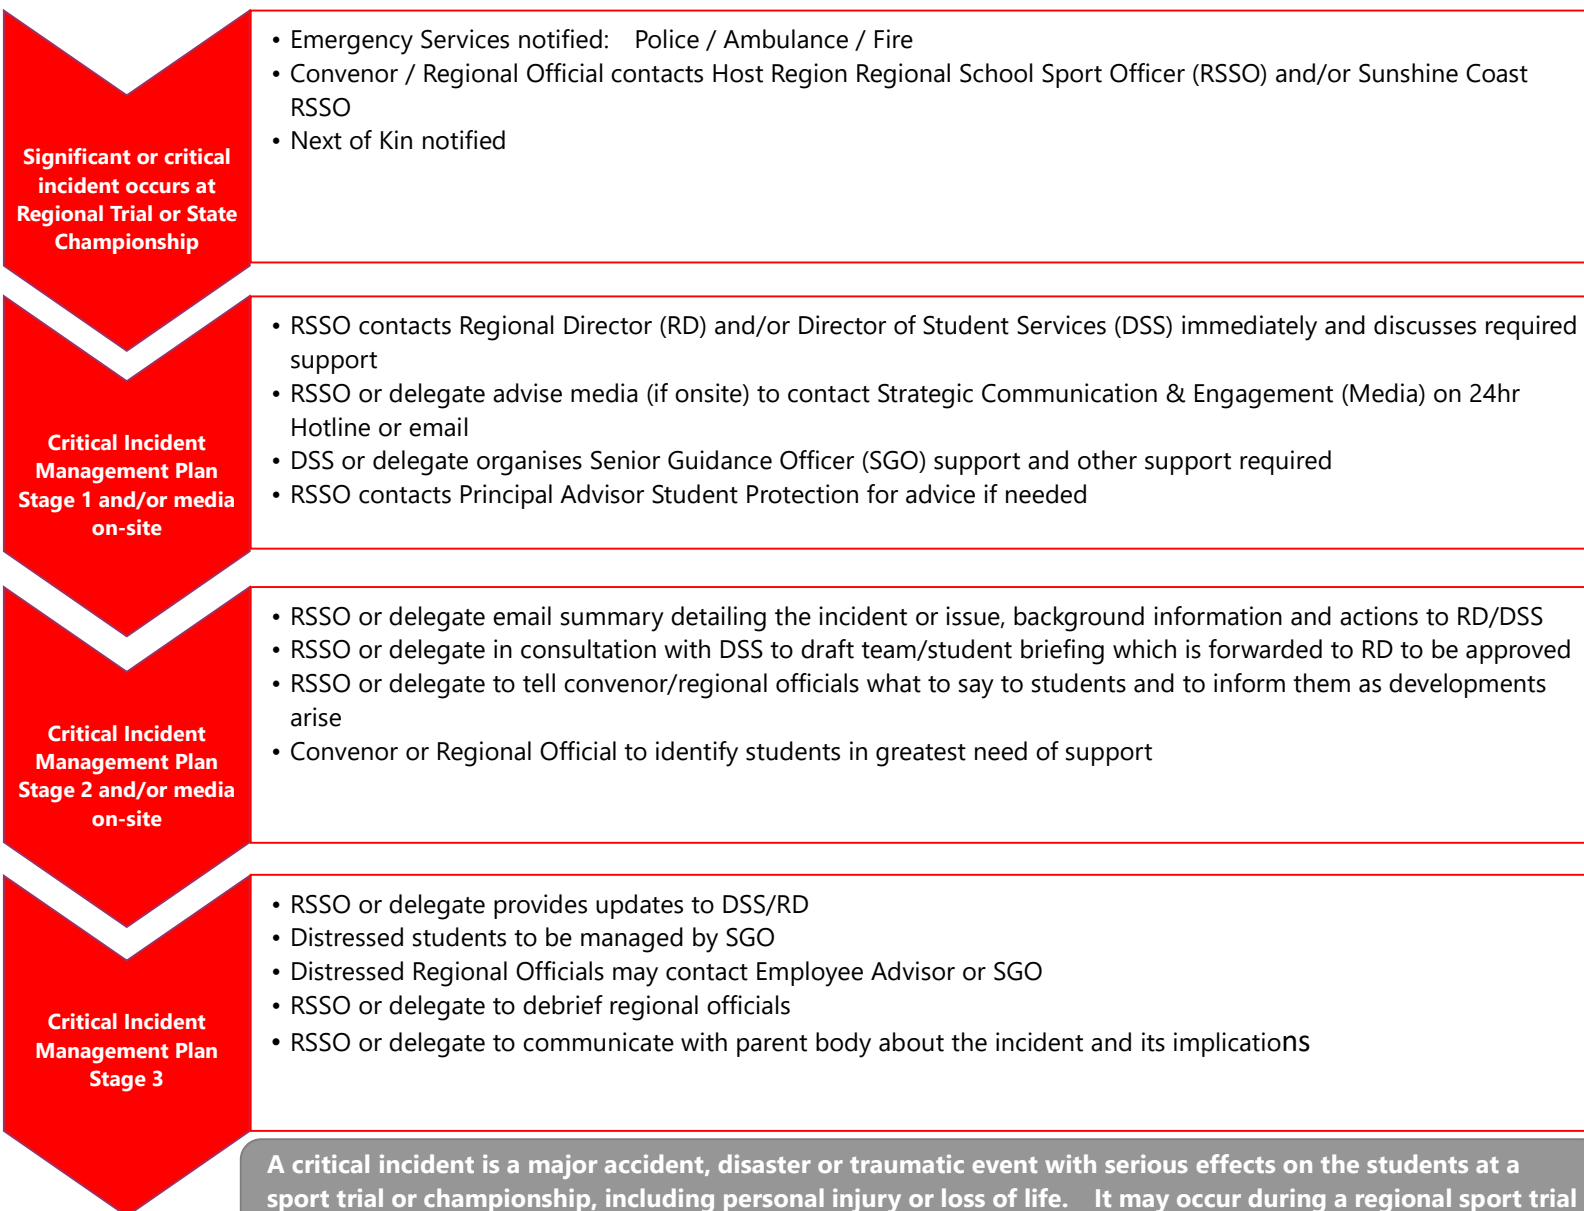 Significant or critical
incident occurs at
Regional Trial or State
Championship
• Emergency Services notified:    Police / Ambulance / Fire
• Convenor / Regional Official contacts Host Region Regional School Sport Officer (RSSO) and/or Sunshine Coast
RSSO
• Next of Kin notified
Critical Incident
Management Plan
Stage 1 and/or media
on-site
• RSSO contacts Regional Director (RD) and/or Director of Student Services (DSS) immediately and discusses required
support
• RSSO or delegate advise media (if onsite) to contact Strategic Communication & Engagement (Media) on 24hr
Hotline or email
• DSS or delegate organises Senior Guidance Officer (SGO) support and other support required
• RSSO contacts Principal Advisor Student Protection for advice if needed
Critical Incident
Management Plan
Stage 2 and/or media
on-site
• RSSO or delegate email summary detailing the incident or issue, background information and actions to RD/DSS
• RSSO or delegate in consultation with DSS to draft team/student briefing which is forwarded to RD to be approved
• RSSO or delegate to tell convenor/regional officials what to say to students and to inform them as developments
arise
• Convenor or Regional Official to identify students in greatest need of support
Critical Incident
Management Plan
Stage 3
• RSSO or delegate provides updates to DSS/RD
• Distressed students to be managed by SGO
• Distressed Regional Officials may contact Employee Advisor or SGO
• RSSO or delegate to debrief regional officials
• RSSO or delegate to communicate with parent body about the incident and its implications
A critical incident is a major accident, disaster or traumatic event with serious effects on the students at a
sport trial or championship, including personal injury or loss of life.    It may occur during a regional sport trial